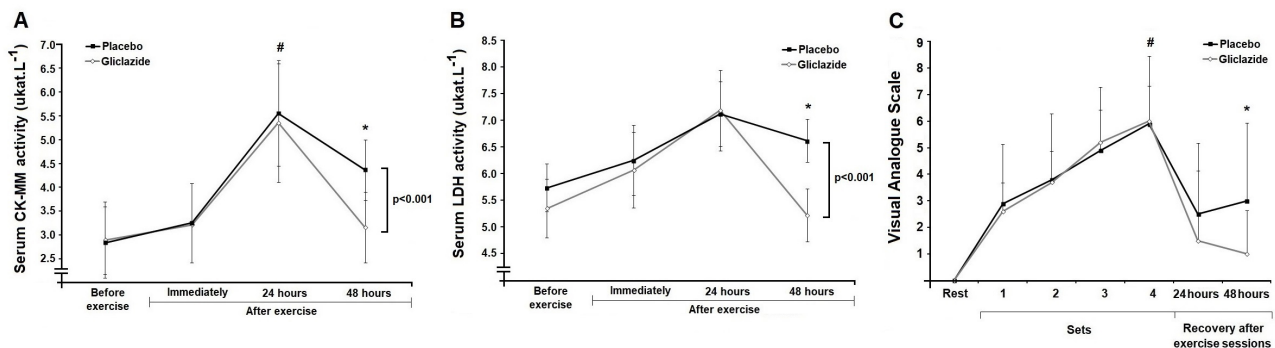 A
Serum CK-MM activity (ukat.L-1)
7.0
6.5
6.0
5.5
5.0
4.5
4.0
3.5
3.0
2.5
Placebo
Gliclazide
#
*
p<0.001
Before
exercise
Immediately
24 hours
48 hours
After exercise
B
Serum LDH activity (ukat.L-1)
8.5
8.0
7.5
7.0
6.5
6.0
5.5
5.0
4.5
Placebo
Gliclazide
*
p<0.001
Before
exercise
Immediately
24 hours
48 hours
After exercise
C
Visual Analogue Scale
9
8
7
6
5
4
3
2
1
#
Placebo
Gliclazide
*
Rest
1
2
3
4
24hours
48hours
Sets
Recovery after
exercise sessions